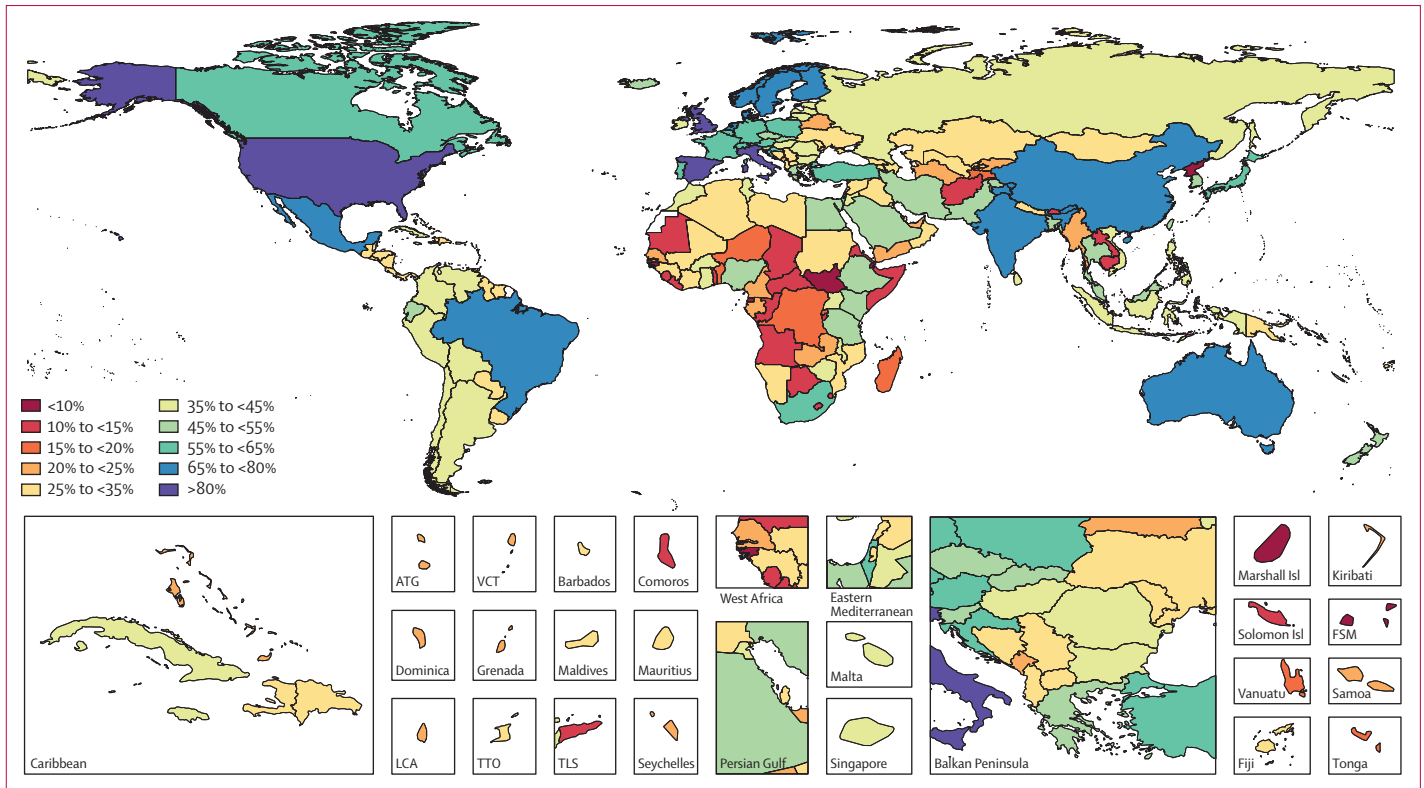 <10%
10% to <15%
15% to <20%
20% to <25%
25% to <35%
35% to <45%
45% to <55%
55% to <65%
65% to <80%
>80%
Caribbean
ATG
VCT
Barbados
Comoros
Dominica
Grenada
Maldives
Mauritius
LCA
TTO
TLS
Seychelles
West Africa
Eastern
Mediterranean
Persian Gulf
Malta
Singapore
Balkan Peninsula
Marshall Isl
Kiribati
Solomon Isl
FSM
Vanuatu
Samoa
Fiji
Tonga